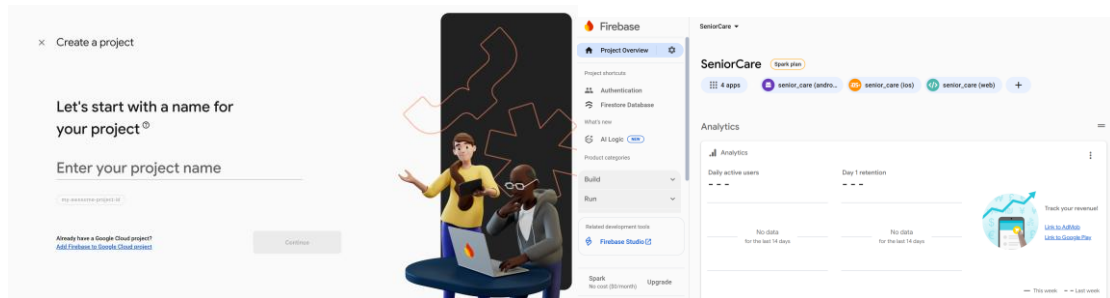 × Create a project
Let's start with a name for
your project
Enter your project name
my-awesome-project-id
Already have a Google Cloud project?
Add Firebase to Google Cloud project
Continue
Firebase
Project Overview
Project shortcuts
Authentication
Firestore Database
What's new
AI Logic NEW
Product categories
Build
Run
Related development tools
Firebase Studio
Spark
No cost ($0/month)
Upgrade
SeniorCare
SeniorCare Spark plan
4 apps
senior_care (andro...
senior_care (ios)
senior_care (web)
+
Analytics
Analytics
Daily active users
- - -
Day 1 retention
- - -
No data
for the last 14 days
No data
for the last 14 days
Track your revenue!
Link to AdMob
Link to Google Play
This week
Last week